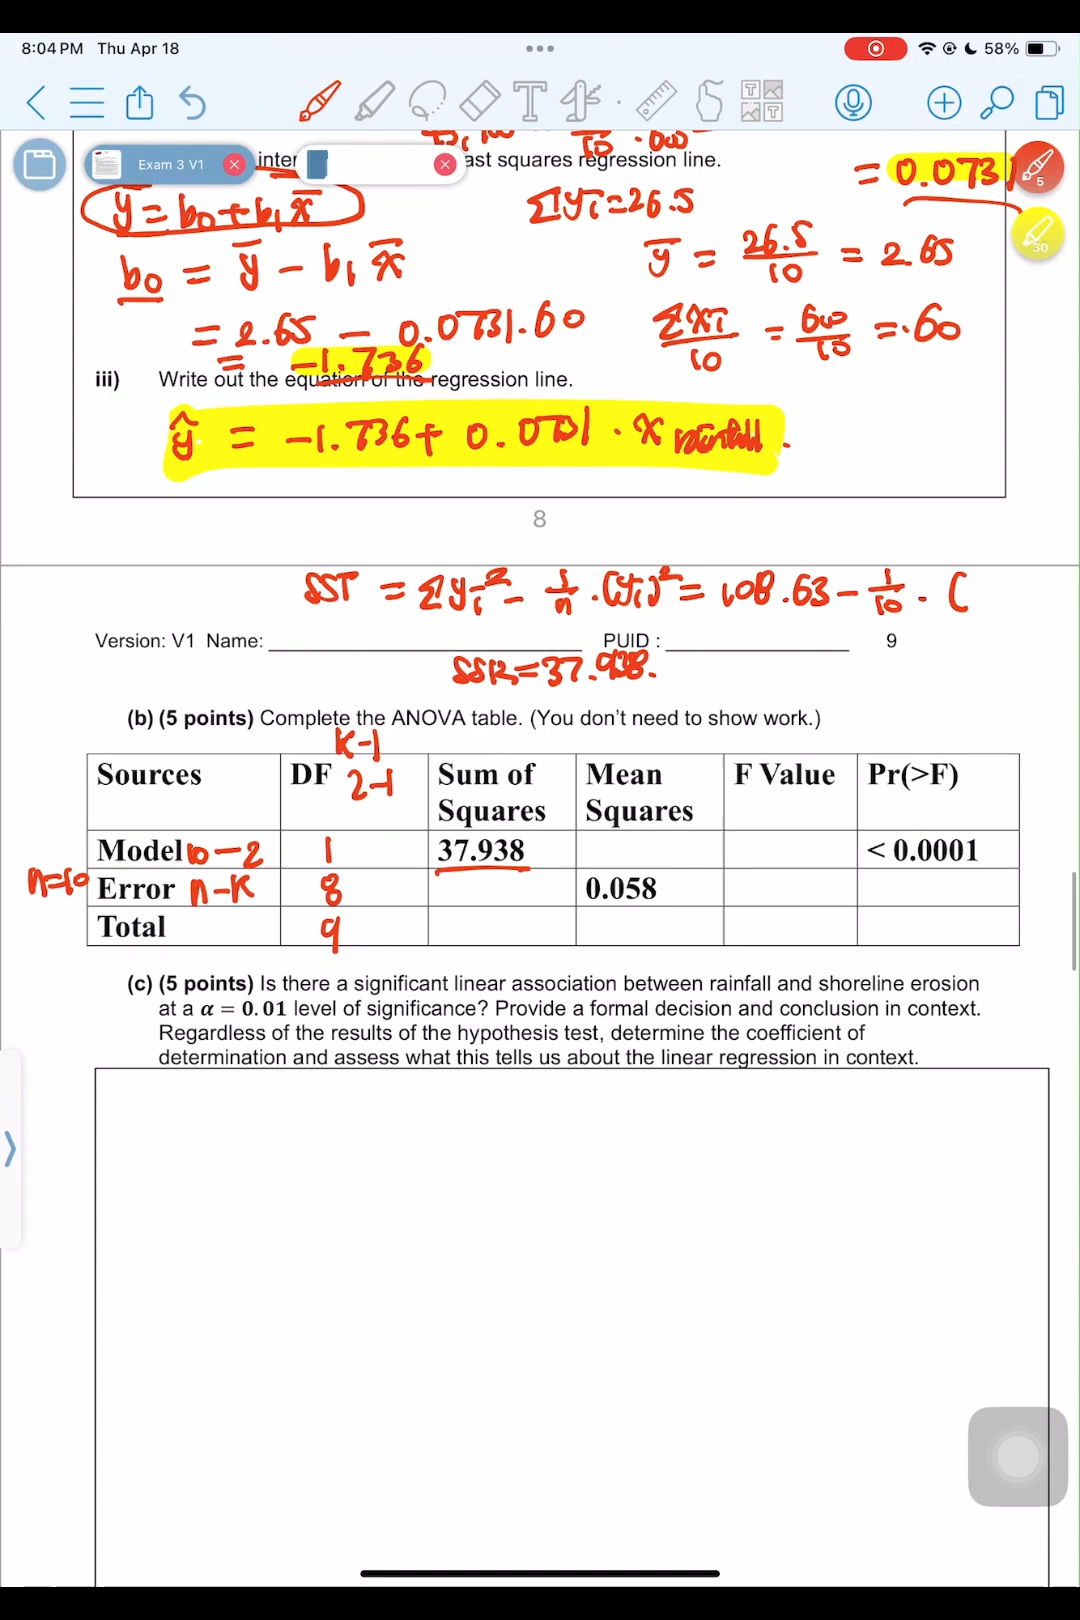 8:04 PM Thu Apr 18
58%
Exam 3 V1
inter
ast squares regression line.
= 0.0731
5
30
ȳ = b₀ + b₁ x̄
Σyi = 26.5
b₀ = ȳ − b₁ x̄
ȳ = 26.5/10 = 2.65
= 2.65 − 0.0731·60
Σxi/10 = 600/10 = 60
= −1.736
iii) Write out the equation of the regression line.
ŷ = −1.736 + 0.0731 · x rainfall.
8
SST = Σyi² − 1/n · (yi)² = 108.63 − 1/10 · (
Version: V1 Name: PUID : 9
SSR = 37.938.
(b) (5 points) Complete the ANOVA table. (You don't need to show work.)
k−1
Sources DF 2−1 Sum of Squares Mean Squares F Value Pr(>F)
Model 10−2 1 37.938 < 0.0001
n=10 Error n−k 8 0.058
Total 9
(c) (5 points) Is there a significant linear association between rainfall and shoreline erosion
at a α = 0.01 level of significance? Provide a formal decision and conclusion in context.
Regardless of the results of the hypothesis test, determine the coefficient of
determination and assess what this tells us about the linear regression in context.